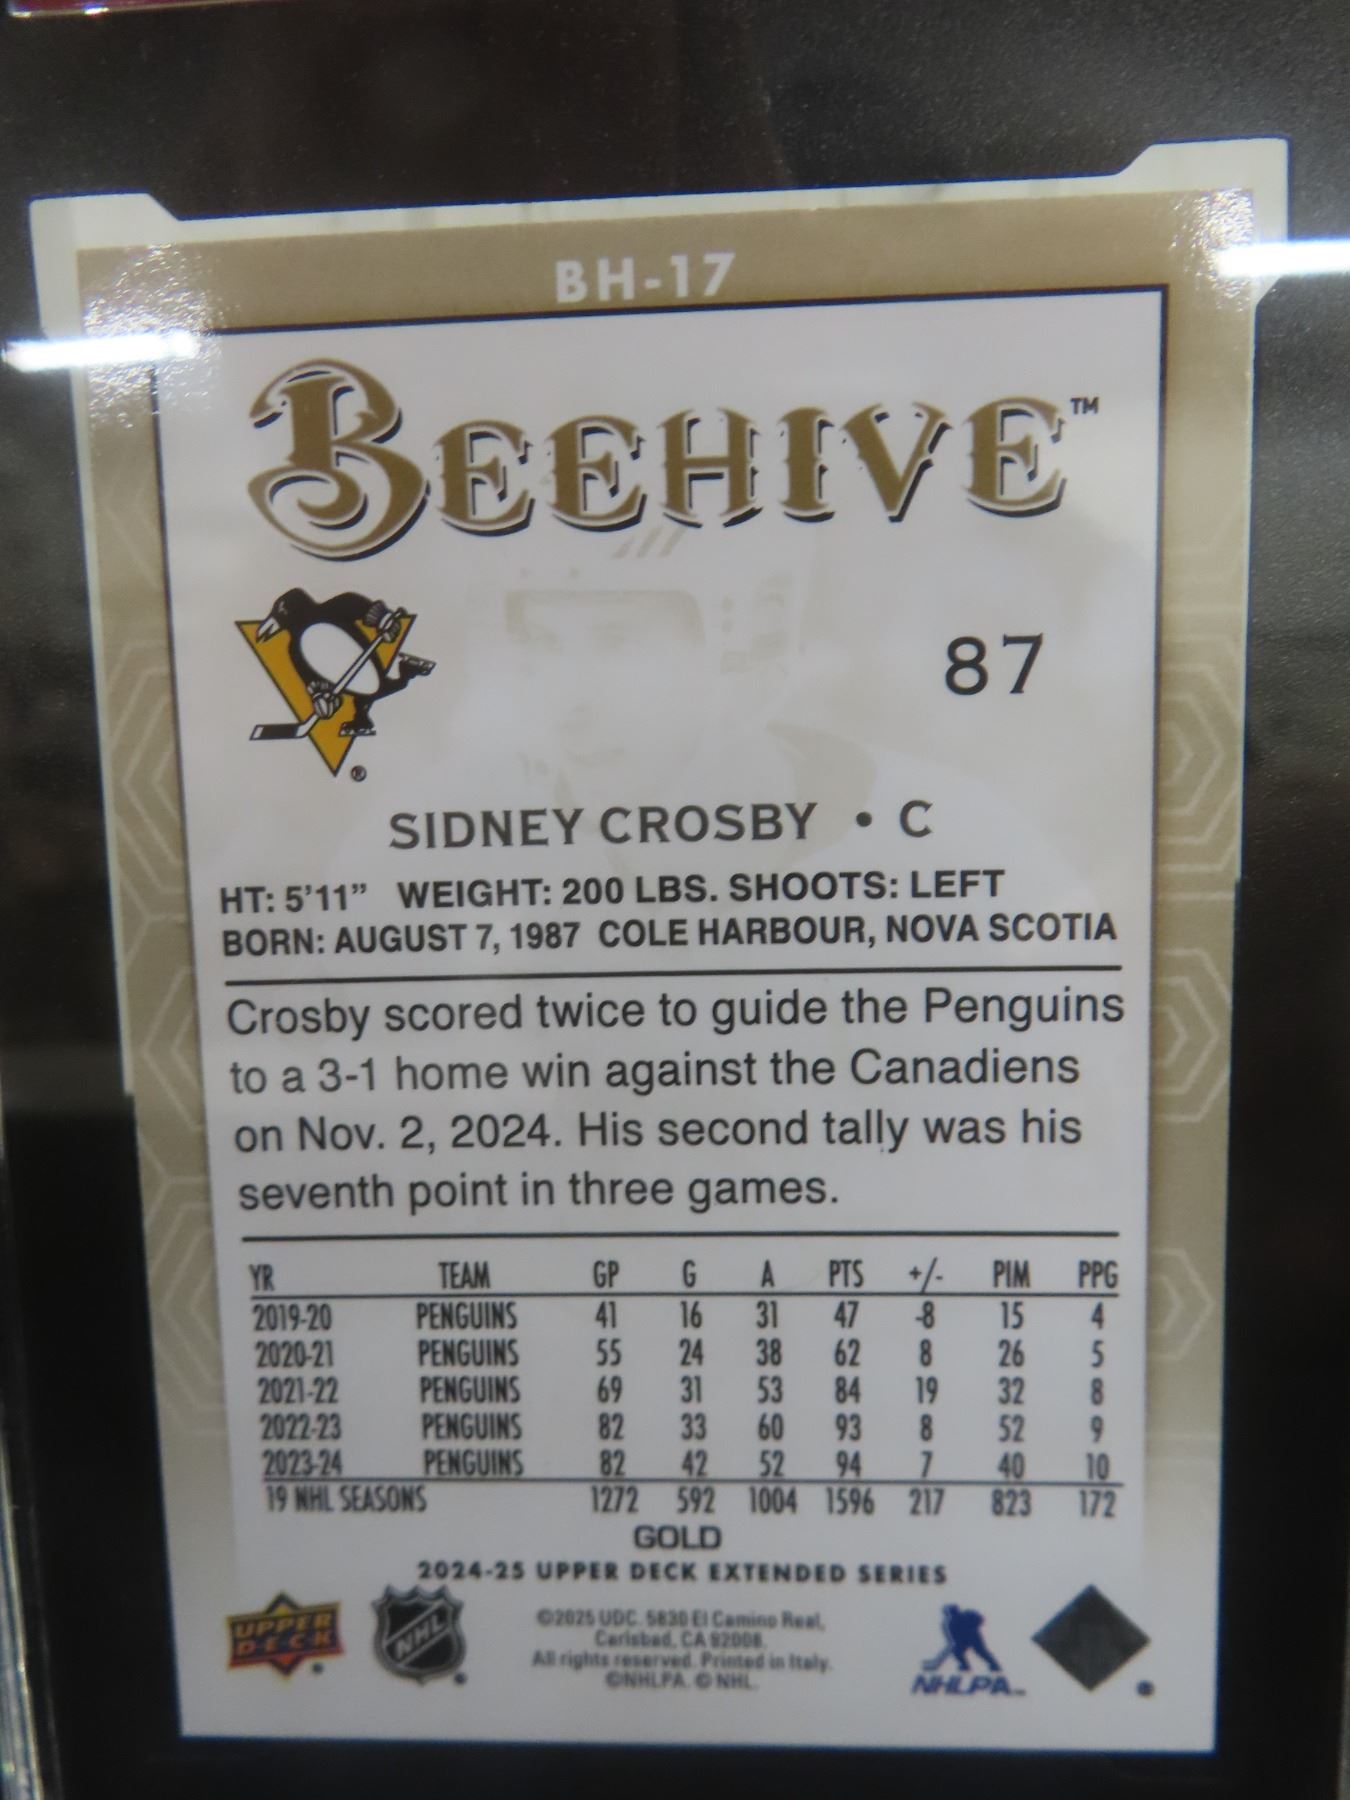 BH-17
BEEHIVE™
87
SIDNEY CROSBY • C
HT: 5'11” WEIGHT: 200 LBS. SHOOTS: LEFT
BORN: AUGUST 7, 1987 COLE HARBOUR, NOVA SCOTIA
Crosby scored twice to guide the Penguins
to a 3-1 home win against the Canadiens
on Nov. 2, 2024. His second tally was his
seventh point in three games.
YR TEAM GP G A PTS +/- PIM PPG
2019-20 PENGUINS 41 16 31 47 -8 15 4
2020-21 PENGUINS 55 24 38 62 8 26 5
2021-22 PENGUINS 69 31 53 84 19 32 8
2022-23 PENGUINS 82 33 60 93 8 52 9
2023-24 PENGUINS 82 42 52 94 7 40 10
19 NHL SEASONS 1272 592 1004 1596 217 823 172
GOLD
2024-25 UPPER DECK EXTENDED SERIES
UPPER DECK
NHL
©2025 UDC. 5830 El Camino Real,
Carlsbad, CA 92008.
All rights reserved. Printed in Italy.
©NHLPA. © NHL.
NHLPA